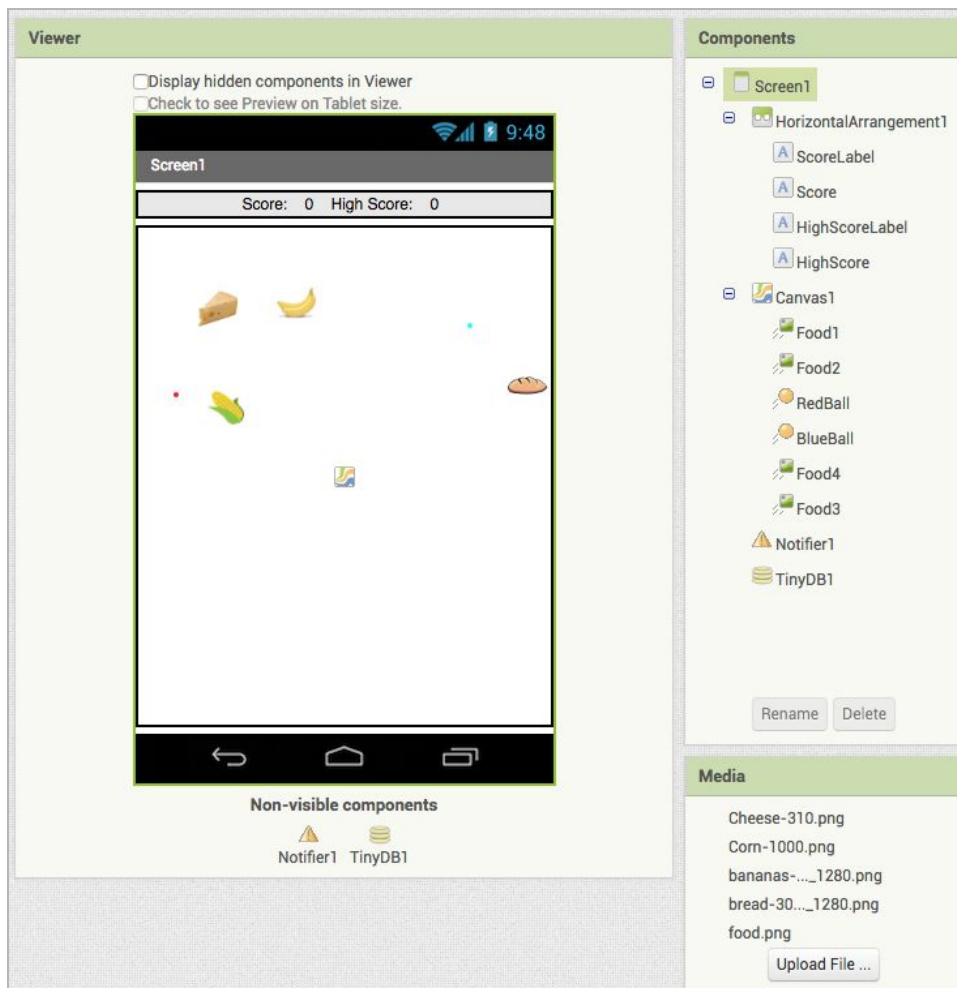 Viewer
Display hidden components in Viewer
Check to see Preview on Tablet size.
9:48
Screen1
Score: 0 High Score: 0
Non-visible components
Notifier1 TinyDB1
Components
Screen1
HorizontalArrangement1
A ScoreLabel
A Score
A HighScoreLabel
A HighScore
Canvas1
Food1
Food2
RedBall
BlueBall
Food4
Food3
Notifier1
TinyDB1
Rename Delete
Media
Cheese-310.png
Corn-1000.png
bananas-..._1280.png
bread-30..._1280.png
food.png
Upload File ...